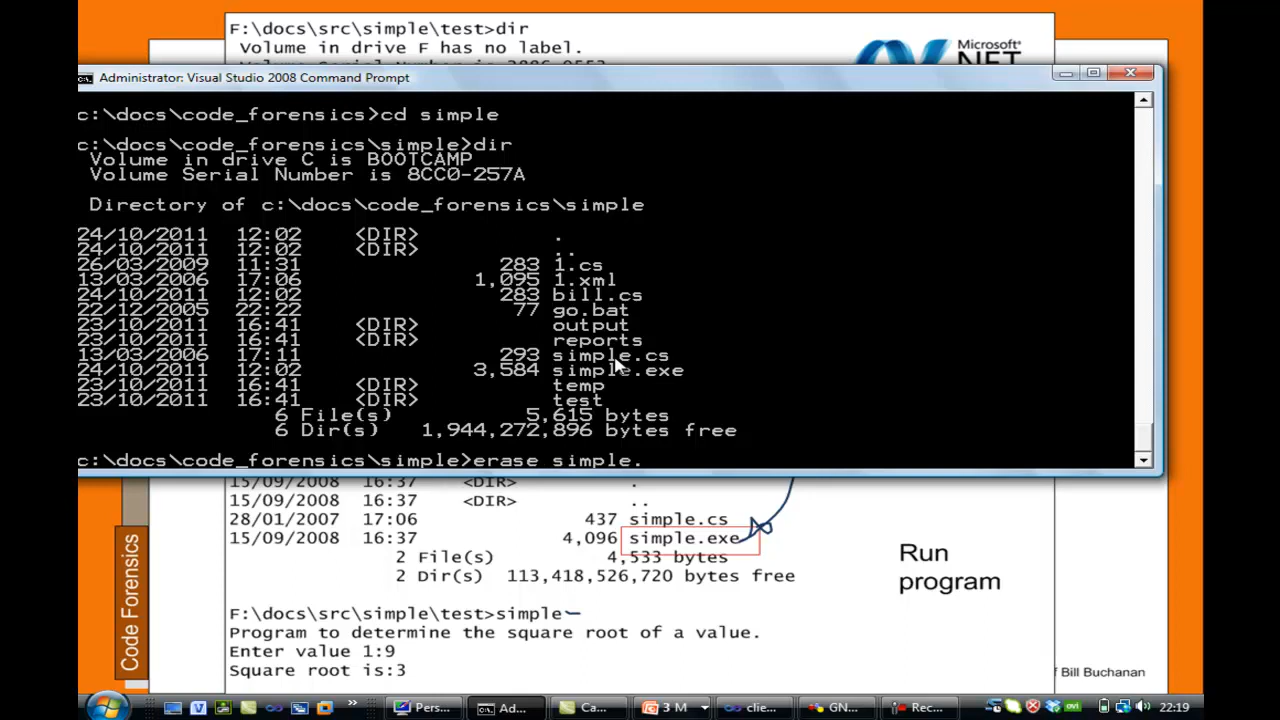 F:\docs\src\simple\test>dir
Volume in drive F has no label.
Microsoft
.NET
Administrator: Visual Studio 2008 Command Prompt
c:\docs\code_forensics>cd simple
c:\docs\code_forensics\simple>dir
Volume in drive C is BOOTCAMP
Volume Serial Number is 8CC0-257A
Directory of c:\docs\code_forensics\simple
24/10/2011 12:02 <DIR> .
24/10/2011 12:02 <DIR> ..
26/03/2009 11:31 283 1.cs
13/03/2006 17:06 1,095 1.xml
24/10/2011 12:02 283 bill.cs
22/12/2005 22:22 77 go.bat
23/10/2011 16:41 <DIR> output
23/10/2011 16:41 <DIR> reports
13/03/2006 17:11 293 simple.cs
24/10/2011 12:02 3,584 simple.exe
23/10/2011 16:41 <DIR> temp
23/10/2011 16:41 <DIR> test
6 File(s) 5,615 bytes
6 Dir(s) 1,944,272,896 bytes free
c:\docs\code_forensics\simple>erase simple.
15/09/2008 16:37 <DIR> .
15/09/2008 16:37 <DIR> ..
28/01/2007 17:06 437 simple.cs
15/09/2008 16:37 4,096 simple.exe
2 File(s) 4,533 bytes
2 Dir(s) 113,418,526,720 bytes free
Run
program
Code Forensics
F:\docs\src\simple\test>simple
Program to determine the square root of a value.
Enter value 1:9
Square root is:3
f Bill Buchanan
Pers... Ad... Ca... 3 M clie... GN... Rec... 22:19